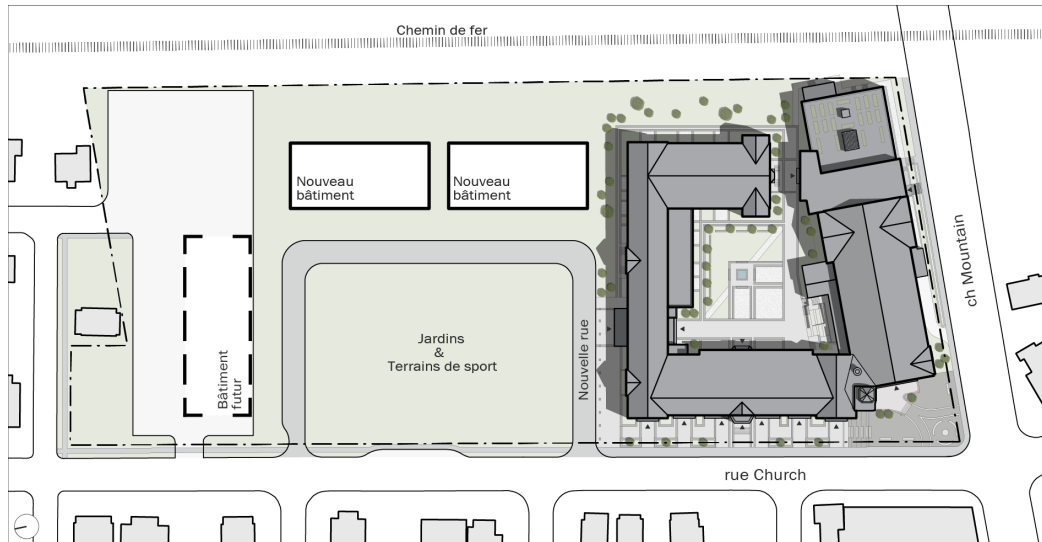 Chemin de fer
Nouveau
bâtiment
Nouveau
bâtiment
ch Mountain
Jardins
&
Terrains de sport
Nouvelle rue
Bâtiment
futur
rue Church